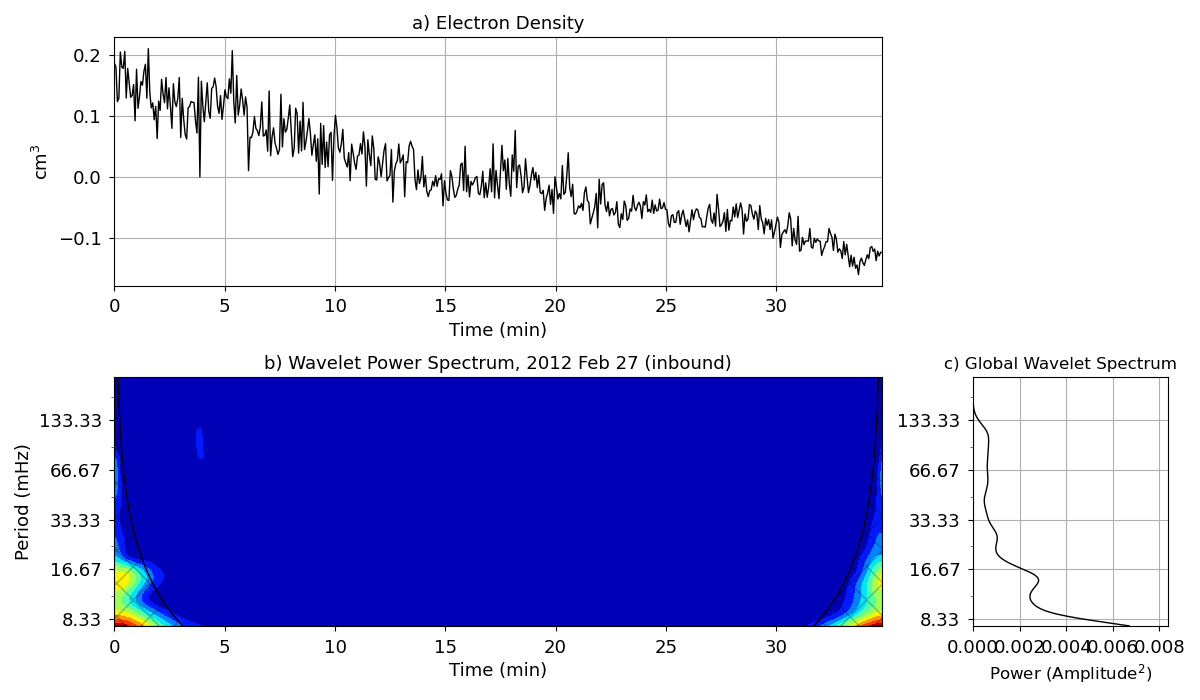 a) Electron Density
cm³
0.2
0.1
0.0
−0.1
0 5 10 15 20 25 30
Time (min)
b) Wavelet Power Spectrum, 2012 Feb 27 (inbound)
Period (mHz)
133.33
66.67
33.33
16.67
8.33
0 5 10 15 20 25 30
Time (min)
c) Global Wavelet Spectrum
133.33
66.67
33.33
16.67
8.33
0.000 0.002 0.004 0.006 0.008
Power (Amplitude²)